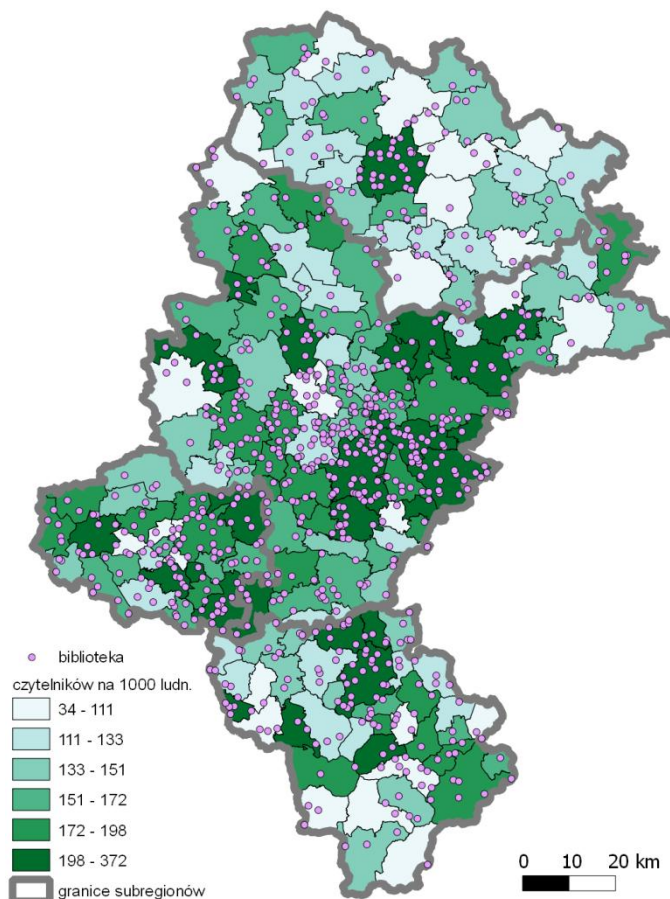 biblioteka
czytelników na 1000 ludn.
34 - 111
111 - 133
133 - 151
151 - 172
172 - 198
198 - 372
granice subregionów
0 10 20 km